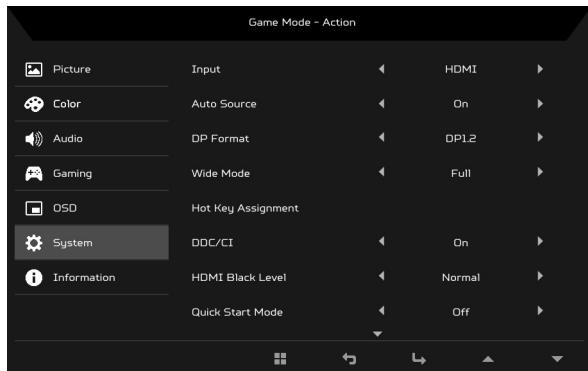 Game Mode - Action
Picture
Input HDMI
Color
Auto Source On
Audio
DP Format DP1.2
Gaming
Wide Mode Full
OSD
Hot Key Assignment
System
DDC/CI On
Information
HDMI Black Level Normal
Quick Start Mode Off